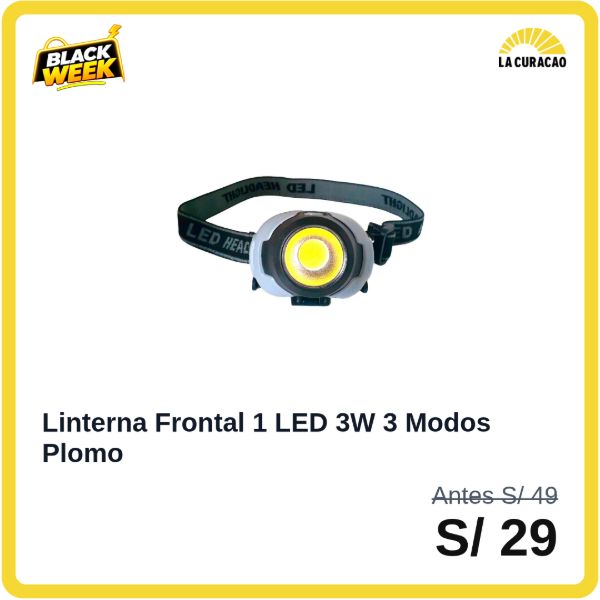 BLACK
WEEK
LA CURACAO
LED HEADLIGHT
LED HEAD
LED
Linterna Frontal 1 LED 3W 3 Modos
Plomo
Antes S/ 49
S/ 29